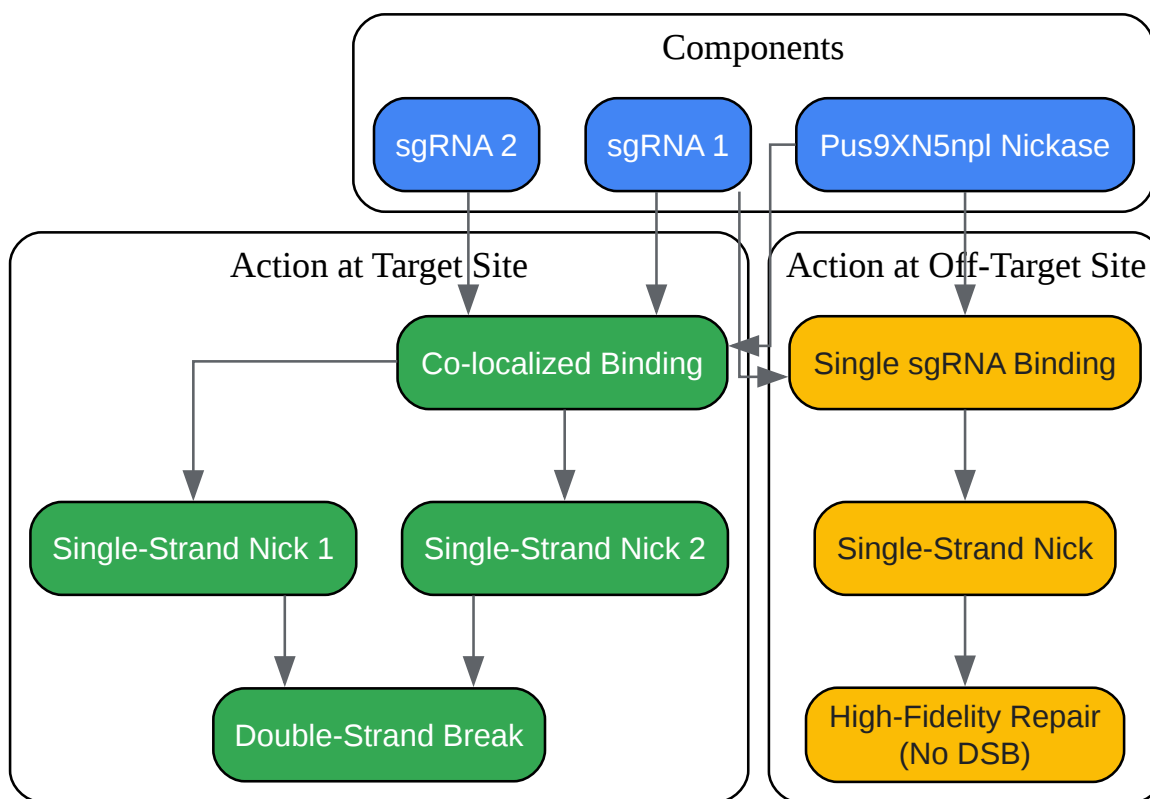 Components
sgRNA 2
sgRNA 1
Pus9XN5npl Nickase
Action at Target Site
Action at Off-Target Site
Co-localized Binding
Single sgRNA Binding
Single-Strand Nick 1
Single-Strand Nick 2
Single-Strand Nick
Double-Strand Break
High-Fidelity Repair
(No DSB)